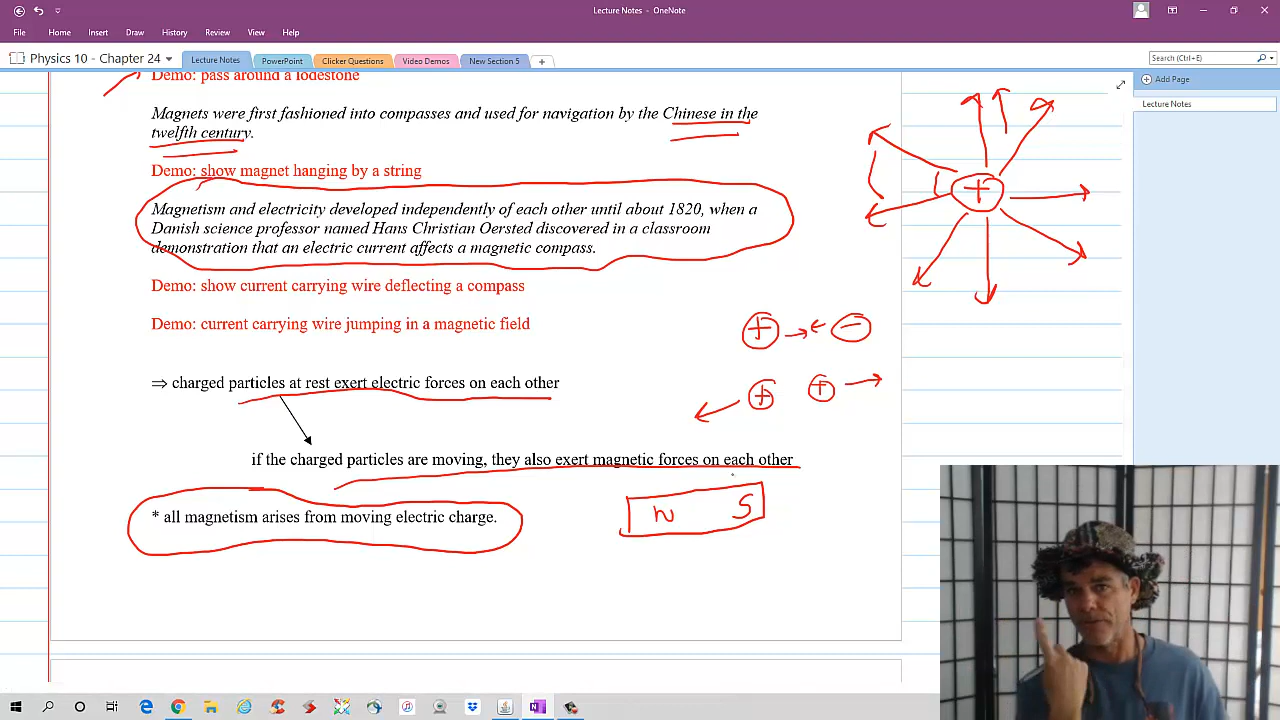 Lecture Notes - OneNote
File Home Insert Draw History Review View Help
Physics 10 - Chapter 24
Lecture Notes PowerPoint Clicker Questions Video Demos New Section 5 +
Search (Ctrl+E)
Add Page
Lecture Notes
Demo: pass around a lodestone
Magnets were first fashioned into compasses and used for navigation by the Chinese in the
twelfth century.
Demo: show magnet hanging by a string
Magnetism and electricity developed independently of each other until about 1820, when a
Danish science professor named Hans Christian Oersted discovered in a classroom
demonstration that an electric current affects a magnetic compass.
Demo: show current carrying wire deflecting a compass
Demo: current carrying wire jumping in a magnetic field
⇒ charged particles at rest exert electric forces on each other
if the charged particles are moving, they also exert magnetic forces on each other
* all magnetism arises from moving electric charge.
+
+ −
+ +
N S